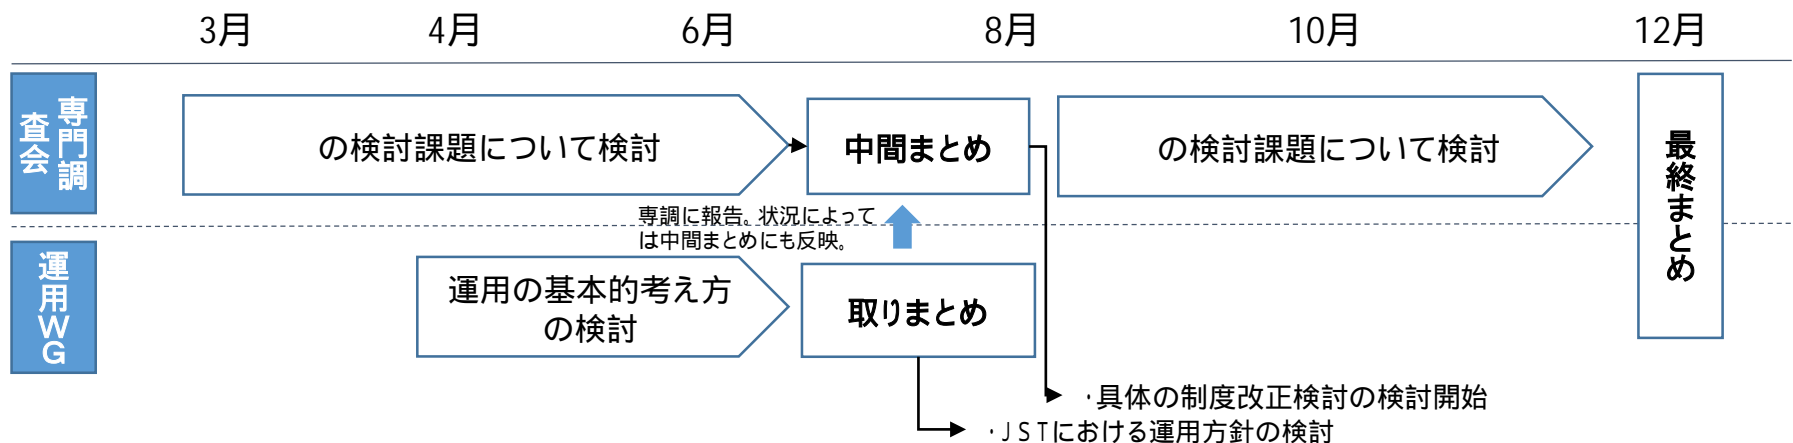 3月 4月 6月 8月 10月 12月
専門調
査会
の検討課題について検討
中間まとめ
の検討課題について検討
最終まとめ
専調に報告。状況によって
は中間まとめにも反映。
運用WG
運用の基本的考え方
の検討
取りまとめ
・具体の制度改正検討の検討開始
・JSTにおける運用方針の検討